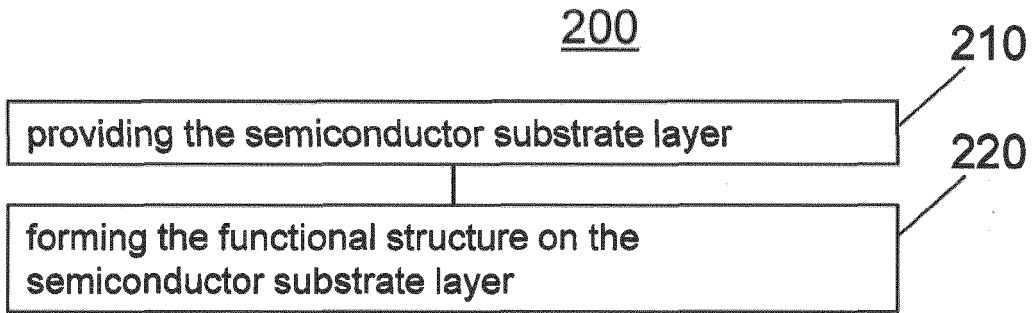 200
210
providing the semiconductor substrate layer
220
forming the functional structure on the
semiconductor substrate layer